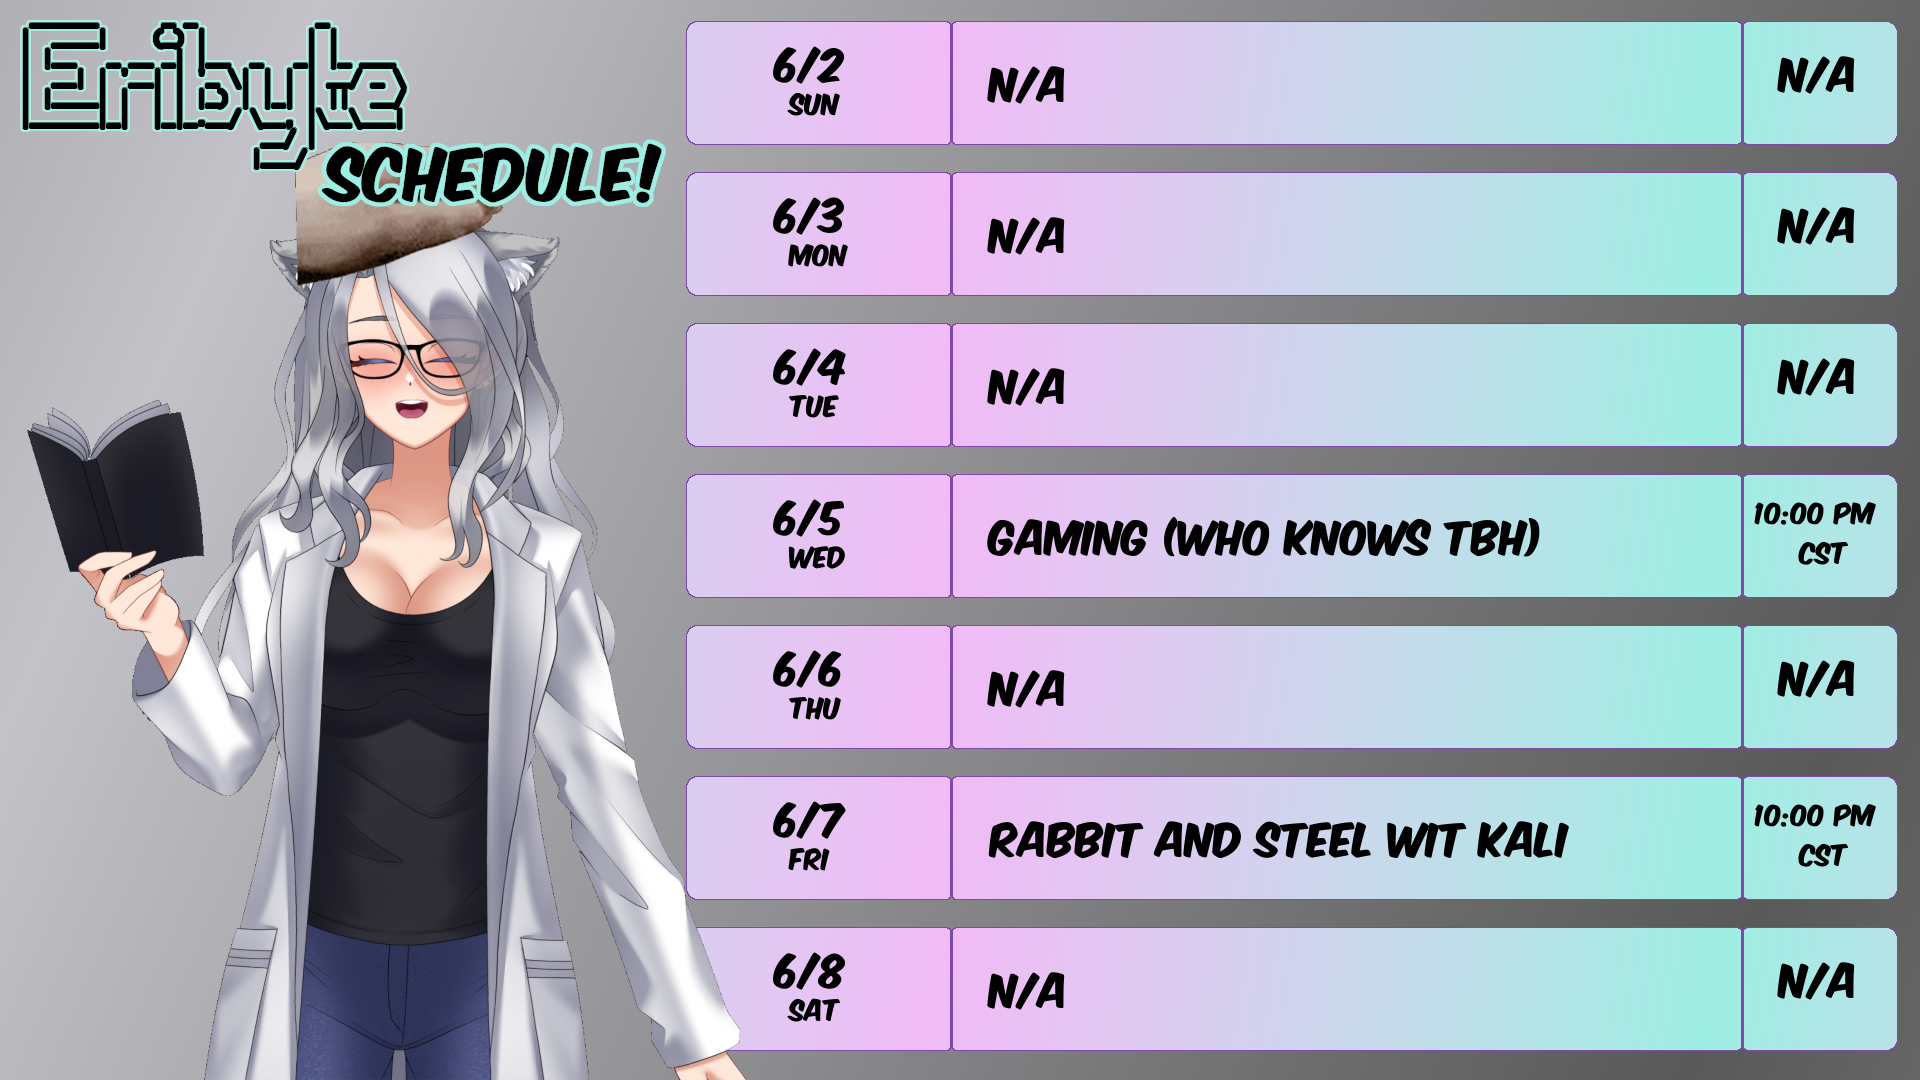 Eribyte
SCHEDULE!
6/2
SUN
N/A
N/A
6/3
MON
N/A
N/A
6/4
TUE
N/A
N/A
6/5
WED
GAMING (WHO KNOWS TBH)
10:00 PM
CST
6/6
THU
N/A
N/A
6/7
FRI
RABBIT AND STEEL WIT KALI
10:00 PM
CST
6/8
SAT
N/A
N/A